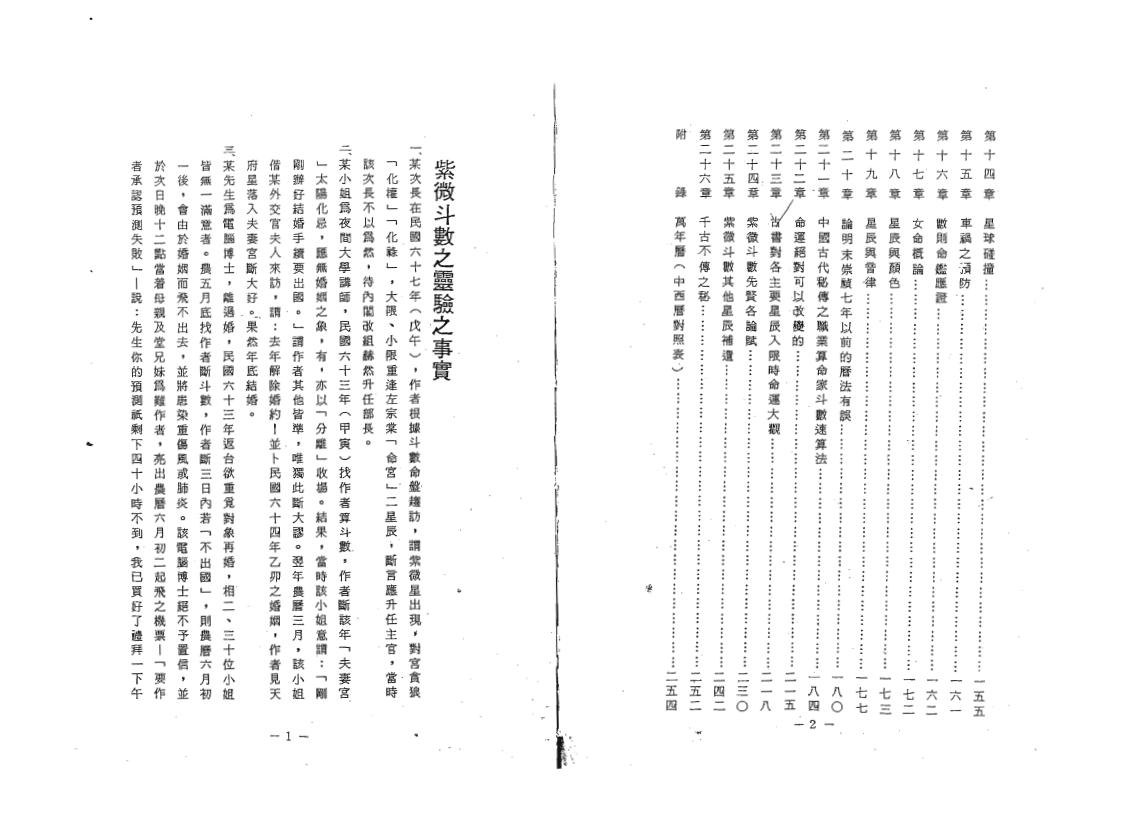 第十四章 星球碰撞……一五五
第十五章 車禍之預防……一六一
第十六章 數則命鑑應證……一六二
第十七章 女命概論……一七二
第十八章 星辰與顏色……一七三
第十九章 星辰與音律……一七七
第二十章 論明末崇禎七年以前的曆法有誤……一八〇
第二十一章 中國古代秘傳之職業算命家斗數速算法……一八四
第二十二章 命運絕對可以改變的……二一五
第二十三章 古書對各主要星辰入限時命運大觀……二一八
第二十四章 紫微斗數先賢各論賦……二三〇
第二十五章 紫微斗數其他星辰補遺……二四二
第二十六章 千古不傳之秘……二五二
附錄 萬年曆(中西曆對照表)……二五四
— 2 —
紫微斗數之靈驗之事實
一、某次長在民國六十七年(戊午),作者根據斗數命盤趨訪,謂紫微星出現,對宮貪狼
「化權」「化祿」,大限、小限重逢左宗棠「命宮」二星辰,斷言應升任主官,當時
該次長不以爲然,待內閣改組赫然升任部長。
二、某小姐爲夜間大學講師,民國六十三年(甲寅)找作者算斗數,作者斷該年「夫妻宮
」太陽化忌,應無婚姻之象,有,亦以「分離」收場。結果,當時該小姐意謂:「剛
剛辦好結婚手續要出國。」謂作者其他皆準,唯獨此斷大謬。翌年農曆三月,該小姐
偕某外交官夫人來訪,謂:去年解除婚約!並卜民國六十四年乙卯之婚姻,作者見天
府星落入夫妻宮斷大好。果然年底結婚。
三、某先生爲電腦博士,離過婚,民國六十三年返台欲重覓對象再婚,相二、三十位小姐
皆無一滿意者。農五月底找作者斷斗數,作者斷三日內若「不出國」,則農曆六月初
一後,會由於婚姻而飛不出去,並將患染重傷風或肺炎。該電腦博士絕不予置信,並
於次日晚十二點當着母親及堂兄妹爲難作者,亮出農曆六月初二起飛之機票—「要作
者承認預測失敗」—說:先生你的預測祇剩下四十小時不到,我已買好了禮拜一下午
— 1 —